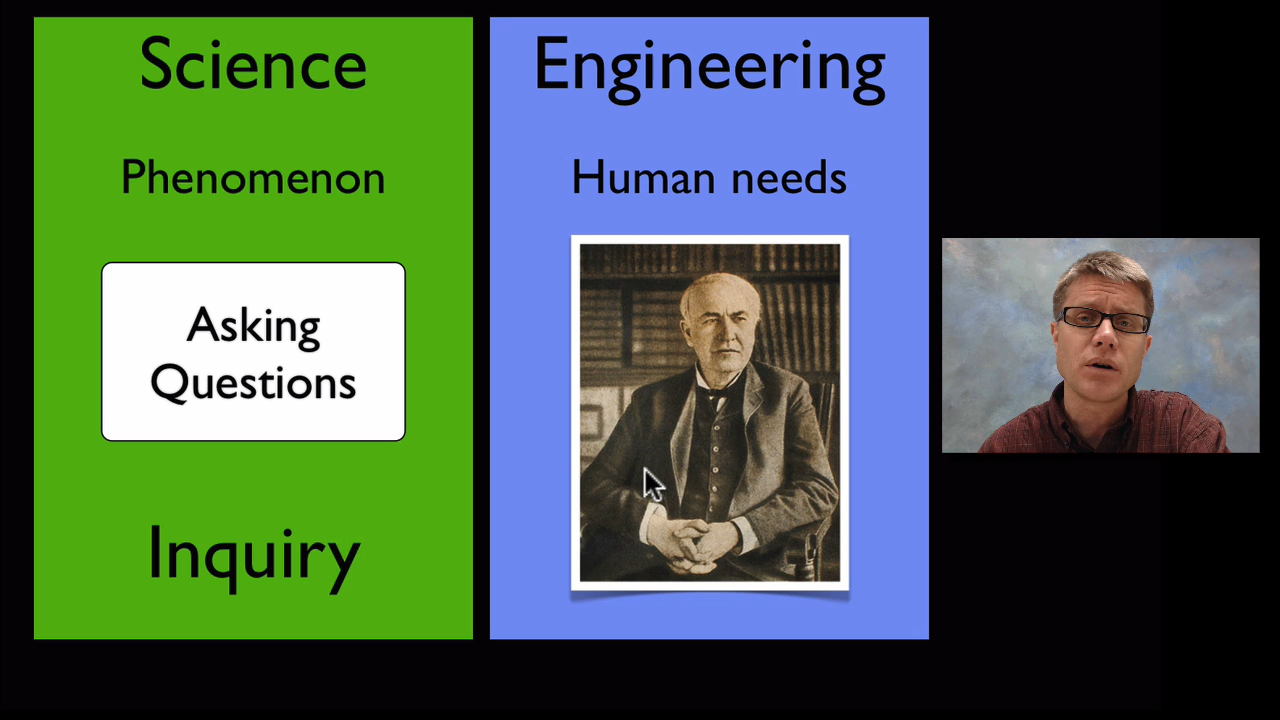 Science
Phenomenon
Asking
Questions
Inquiry
Engineering
Human needs